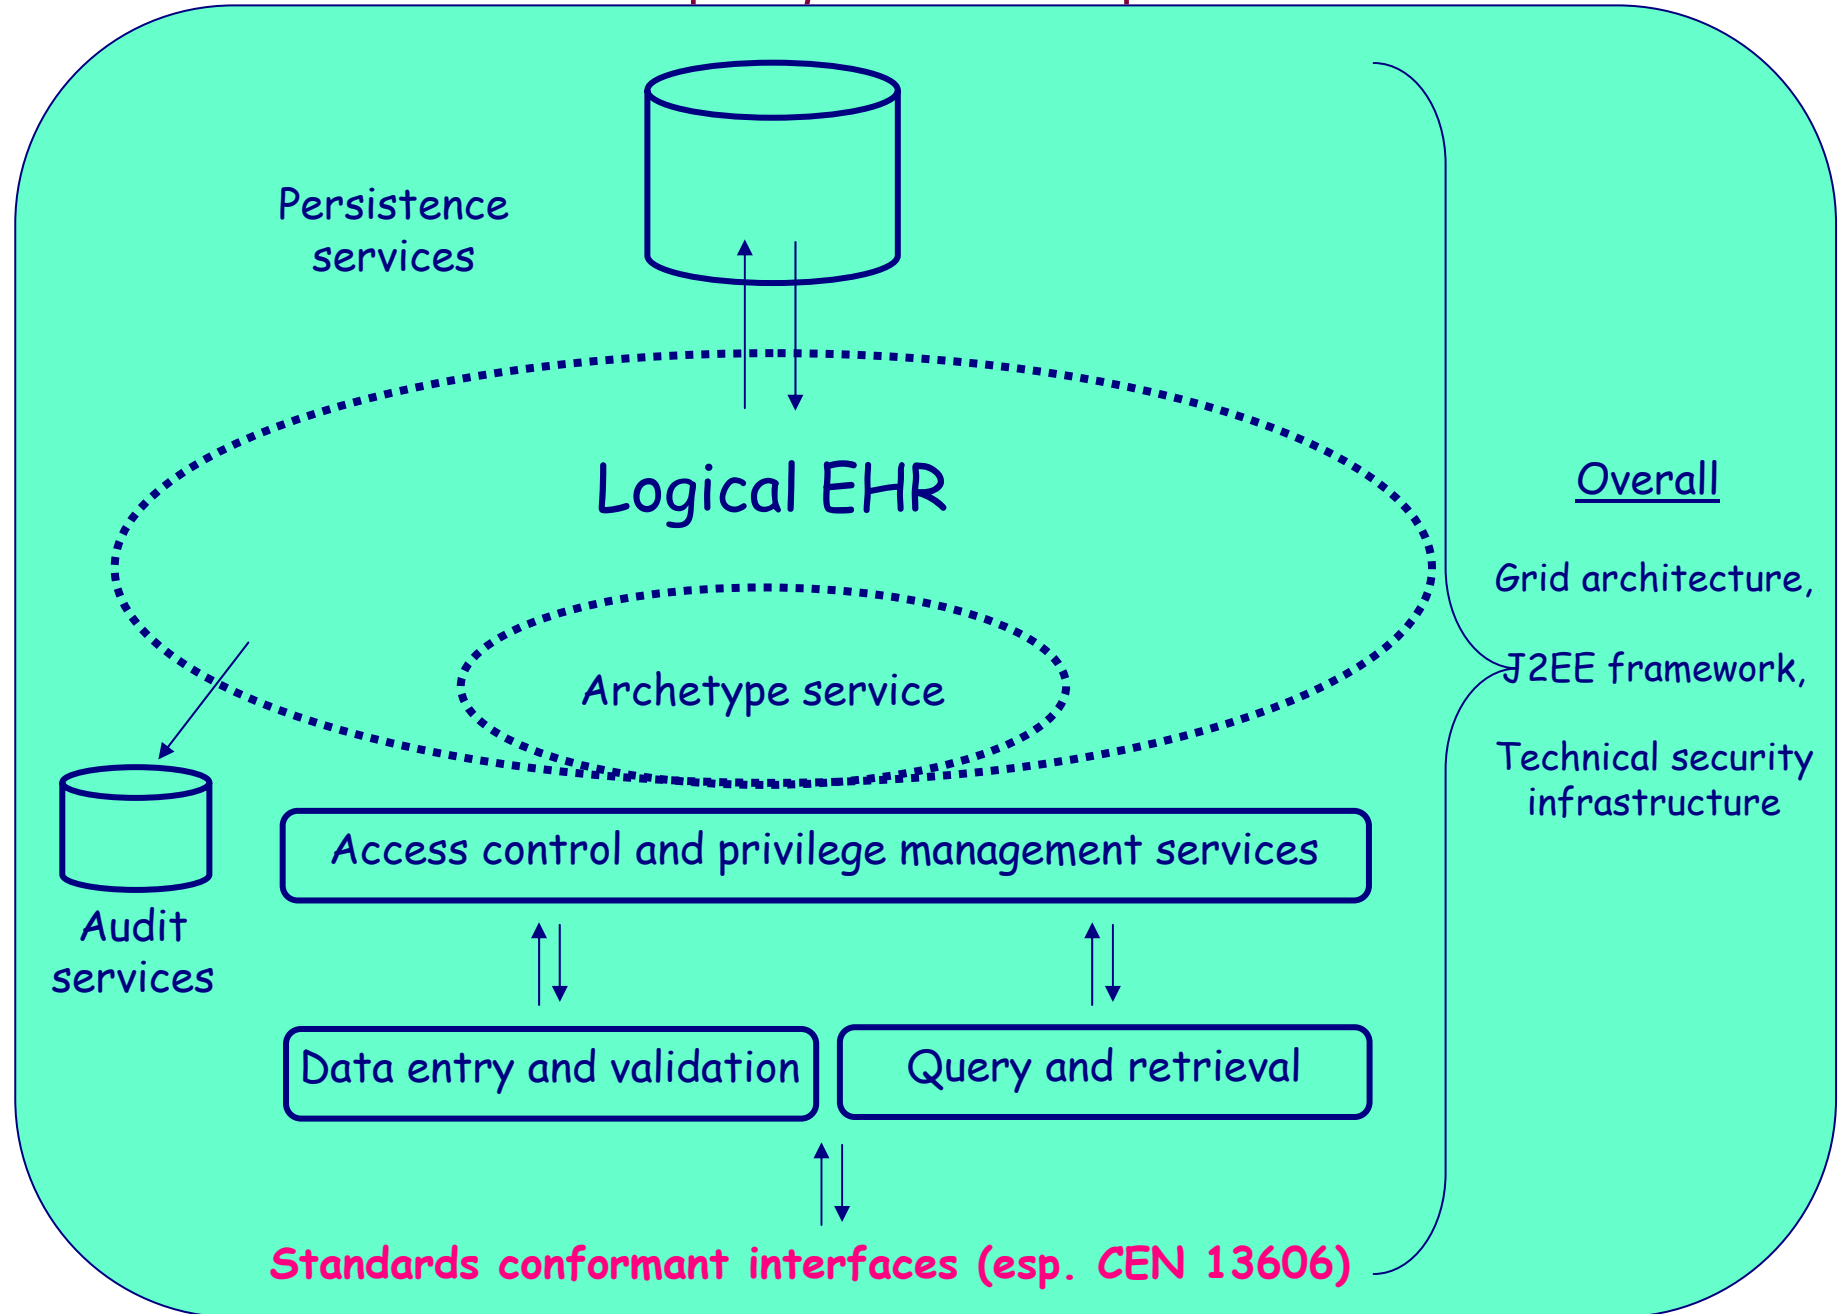 Persistence
services
Logical EHR
Archetype service
Access control and privilege management services
Audit
services
Data entry and validation
Query and retrieval
Standards conformant interfaces (esp. CEN 13606)
Overall
Grid architecture,
J2EE framework,
Technical security
infrastructure